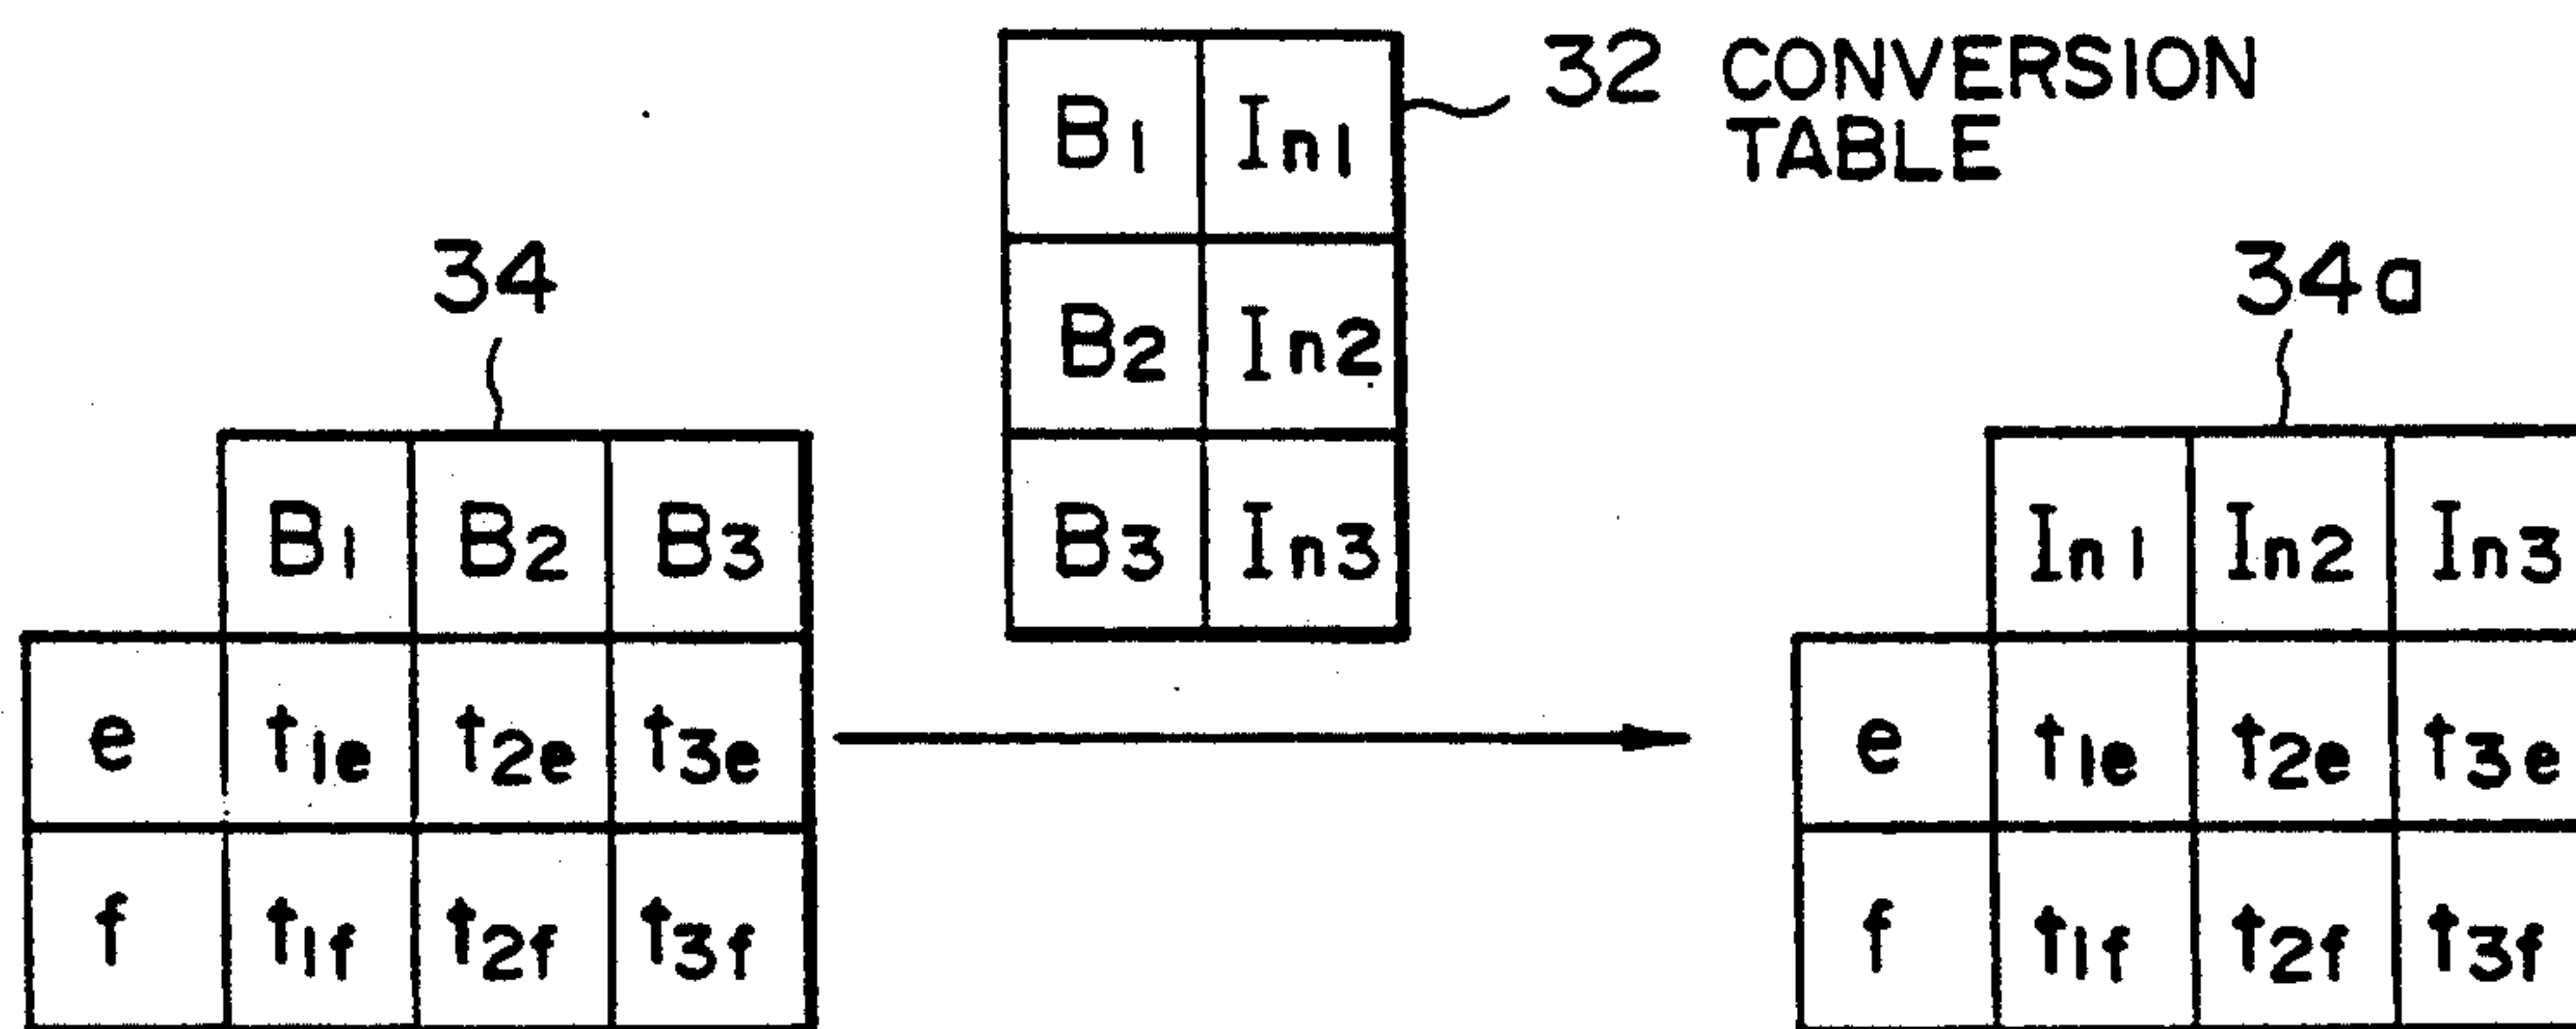 32 CONVERSION
TABLE
B1 In1
B2 In2
B3 In3
34
B1 B2 B3
e t1e t2e t3e
f t1f t2f t3f
34a
In1 In2 In3
e t1e t2e t3e
f t1f t2f t3f